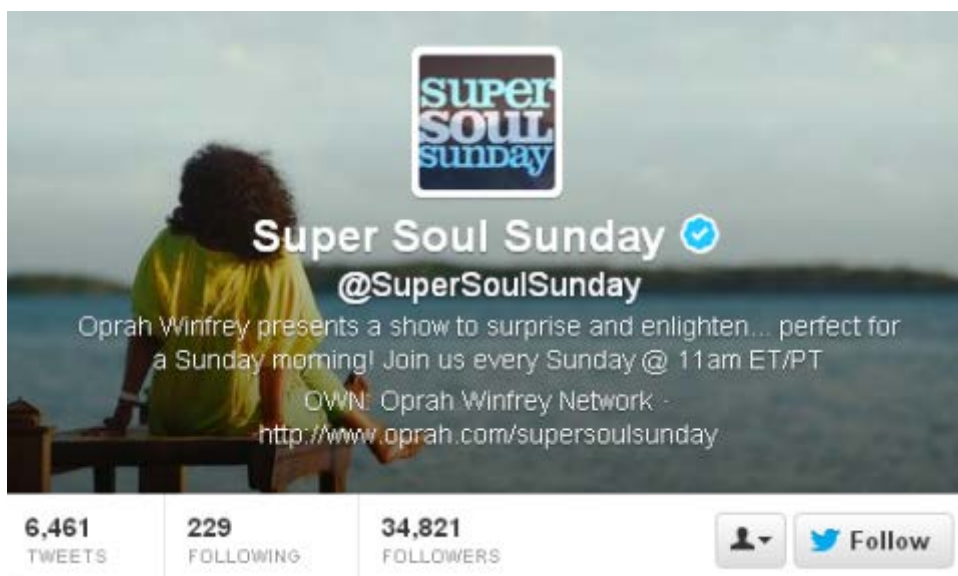 SUPer
SOUL
sunday
Super Soul Sunday
@SuperSoulSunday
Oprah Winfrey presents a show to surprise and enlighten... perfect for
a Sunday morning! Join us every Sunday @ 11am ET/PT
OWN: Oprah Winfrey Network ·
http://www.oprah.com/supersoulsunday
6,461 229 34,821
TWEETS FOLLOWING FOLLOWERS
Follow